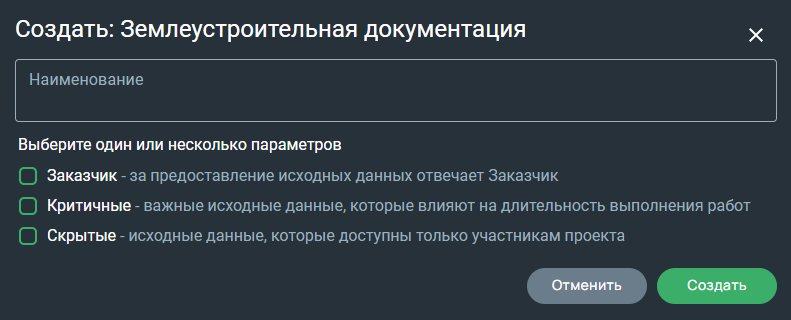 Создать: Землеустроительная документация
Наименование
Выберите один или несколько параметров
Заказчик - за предоставление исходных данных отвечает Заказчик
Критичные - важные исходные данные, которые влияют на длительность выполнения работ
Скрытые - исходные данные, которые доступны только участникам проекта
Отменить Создать